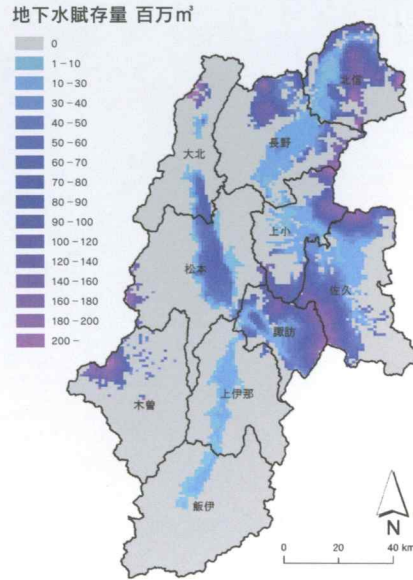 地下水賦存量 百万㎥
0
1-10
10-30
30-40
40-50
50-60
60-70
70-80
80-90
90-100
100-120
120-140
140-160
160-180
180-200
200-
北信
長野
大北
上小
松本
佐久
諏訪
上伊那
木曽
飯伊
N
0 20 40 km